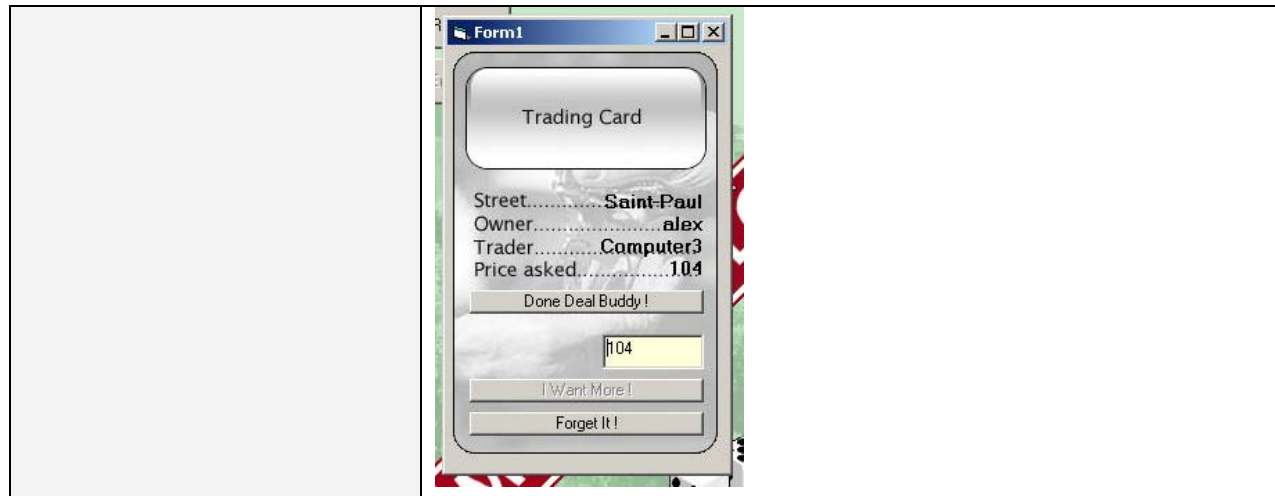 Form1
Trading Card
Street.............Saint-Paul
Owner......................alex
Trader...........Computer3
Price asked................104
Done Deal Buddy !
104
I Want More !
Forget It !